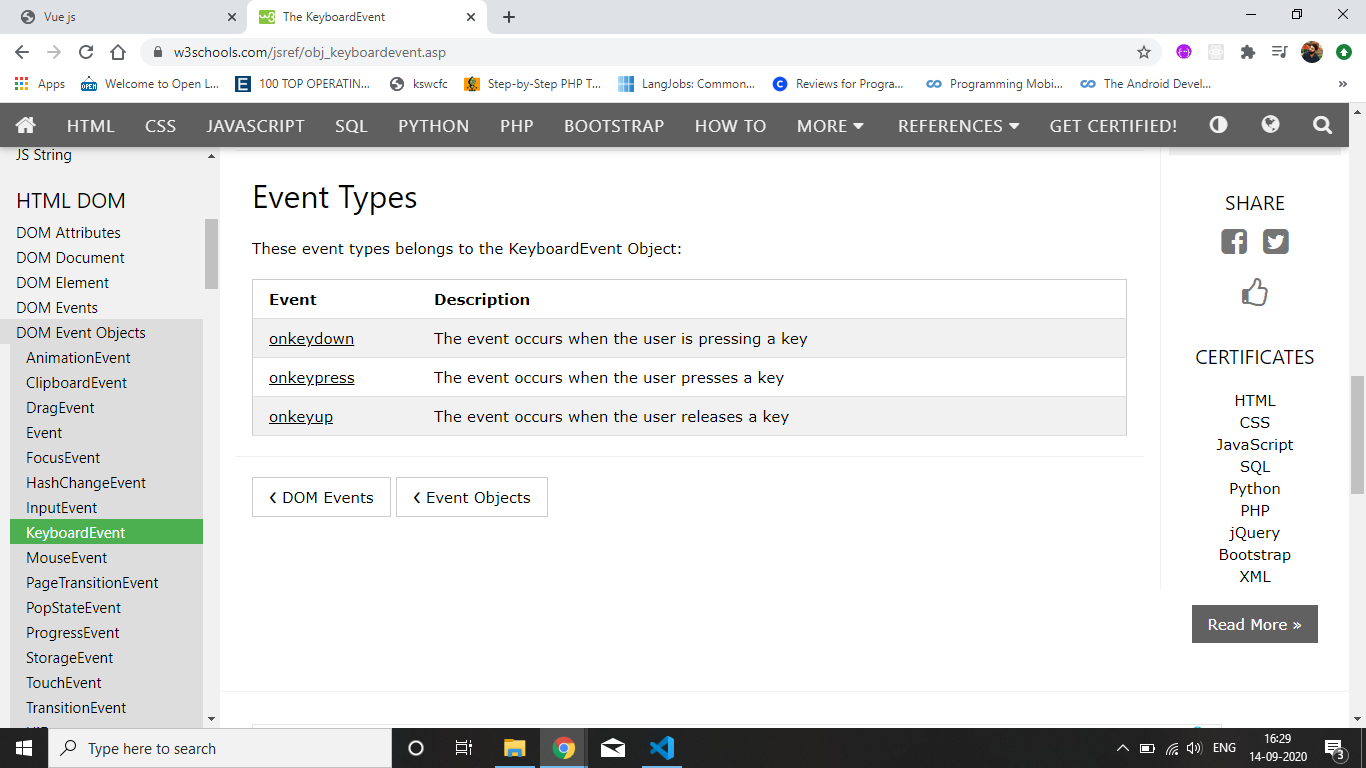 Vue js
The KeyboardEvent
w3schools.com/jsref/obj_keyboardevent.asp
Apps
Welcome to Open L...
100 TOP OPERATIN...
kswcfc
Step-by-Step PHP T...
LangJobs: Common...
Reviews for Progra...
Programming Mobi...
The Android Devel...
»
HTML CSS JAVASCRIPT SQL PYTHON PHP BOOTSTRAP HOW TO MORE REFERENCES GET CERTIFIED!
JS String
HTML DOM
DOM Attributes
DOM Document
DOM Element
DOM Events
DOM Event Objects
AnimationEvent
ClipboardEvent
DragEvent
Event
FocusEvent
HashChangeEvent
InputEvent
KeyboardEvent
MouseEvent
PageTransitionEvent
PopStateEvent
ProgressEvent
StorageEvent
TouchEvent
TransitionEvent
Event Types
These event types belongs to the KeyboardEvent Object:
Event Description
onkeydown The event occurs when the user is pressing a key
onkeypress The event occurs when the user presses a key
onkeyup The event occurs when the user releases a key
❮ DOM Events ❮ Event Objects
SHARE
CERTIFICATES
HTML
CSS
JavaScript
SQL
Python
PHP
jQuery
Bootstrap
XML
Read More »
Type here to search
ENG
16:29
14-09-2020
3